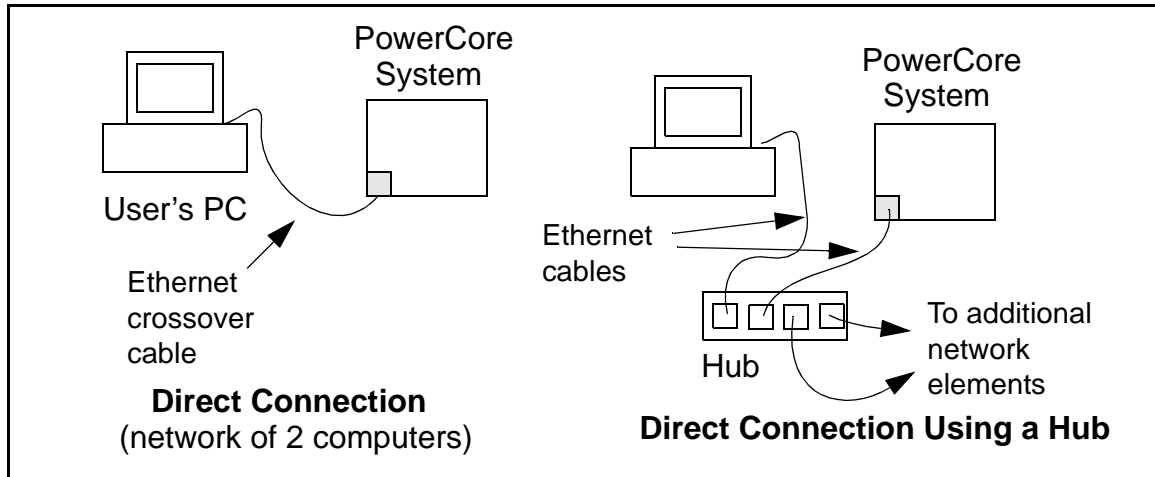 PowerCore
System
User's PC
Ethernet
crossover
cable
Direct Connection
(network of 2 computers)
PowerCore
System
Ethernet
cables
Hub
To additional
network
elements
Direct Connection Using a Hub